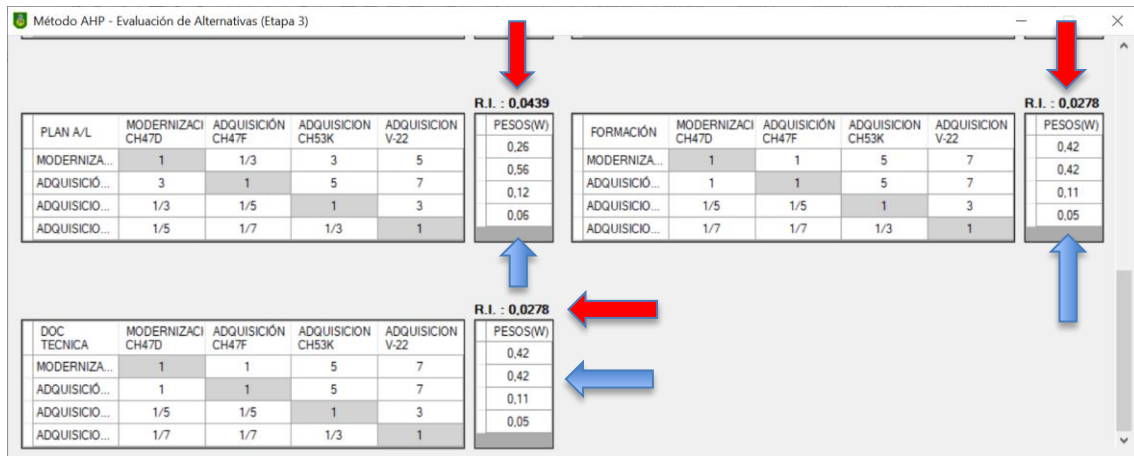 Método AHP - Evaluación de Alternativas (Etapa 3)
R.I. : 0,0439
PLAN A/L MODERNIZACI CH47D ADQUISICIÓN CH47F ADQUISICION CH53K ADQUISICION V-22 PESOS(W)
MODERNIZA... 1 1/3 3 5 0,26
ADQUISICIÓ... 3 1 5 7 0,56
ADQUISICIO... 1/3 1/5 1 3 0,12
ADQUISICIO... 1/5 1/7 1/3 1 0,06
R.I. : 0,0278
FORMACIÓN MODERNIZACI CH47D ADQUISICIÓN CH47F ADQUISICION CH53K ADQUISICION V-22 PESOS(W)
MODERNIZA... 1 1 5 7 0,42
ADQUISICIÓ... 1 1 5 7 0,42
ADQUISICIO... 1/5 1/5 1 3 0,11
ADQUISICIO... 1/7 1/7 1/3 1 0,05
R.I. : 0,0278
DOC TECNICA MODERNIZACI CH47D ADQUISICIÓN CH47F ADQUISICION CH53K ADQUISICION V-22 PESOS(W)
MODERNIZA... 1 1 5 7 0,42
ADQUISICIÓ... 1 1 5 7 0,42
ADQUISICIO... 1/5 1/5 1 3 0,11
ADQUISICIO... 1/7 1/7 1/3 1 0,05